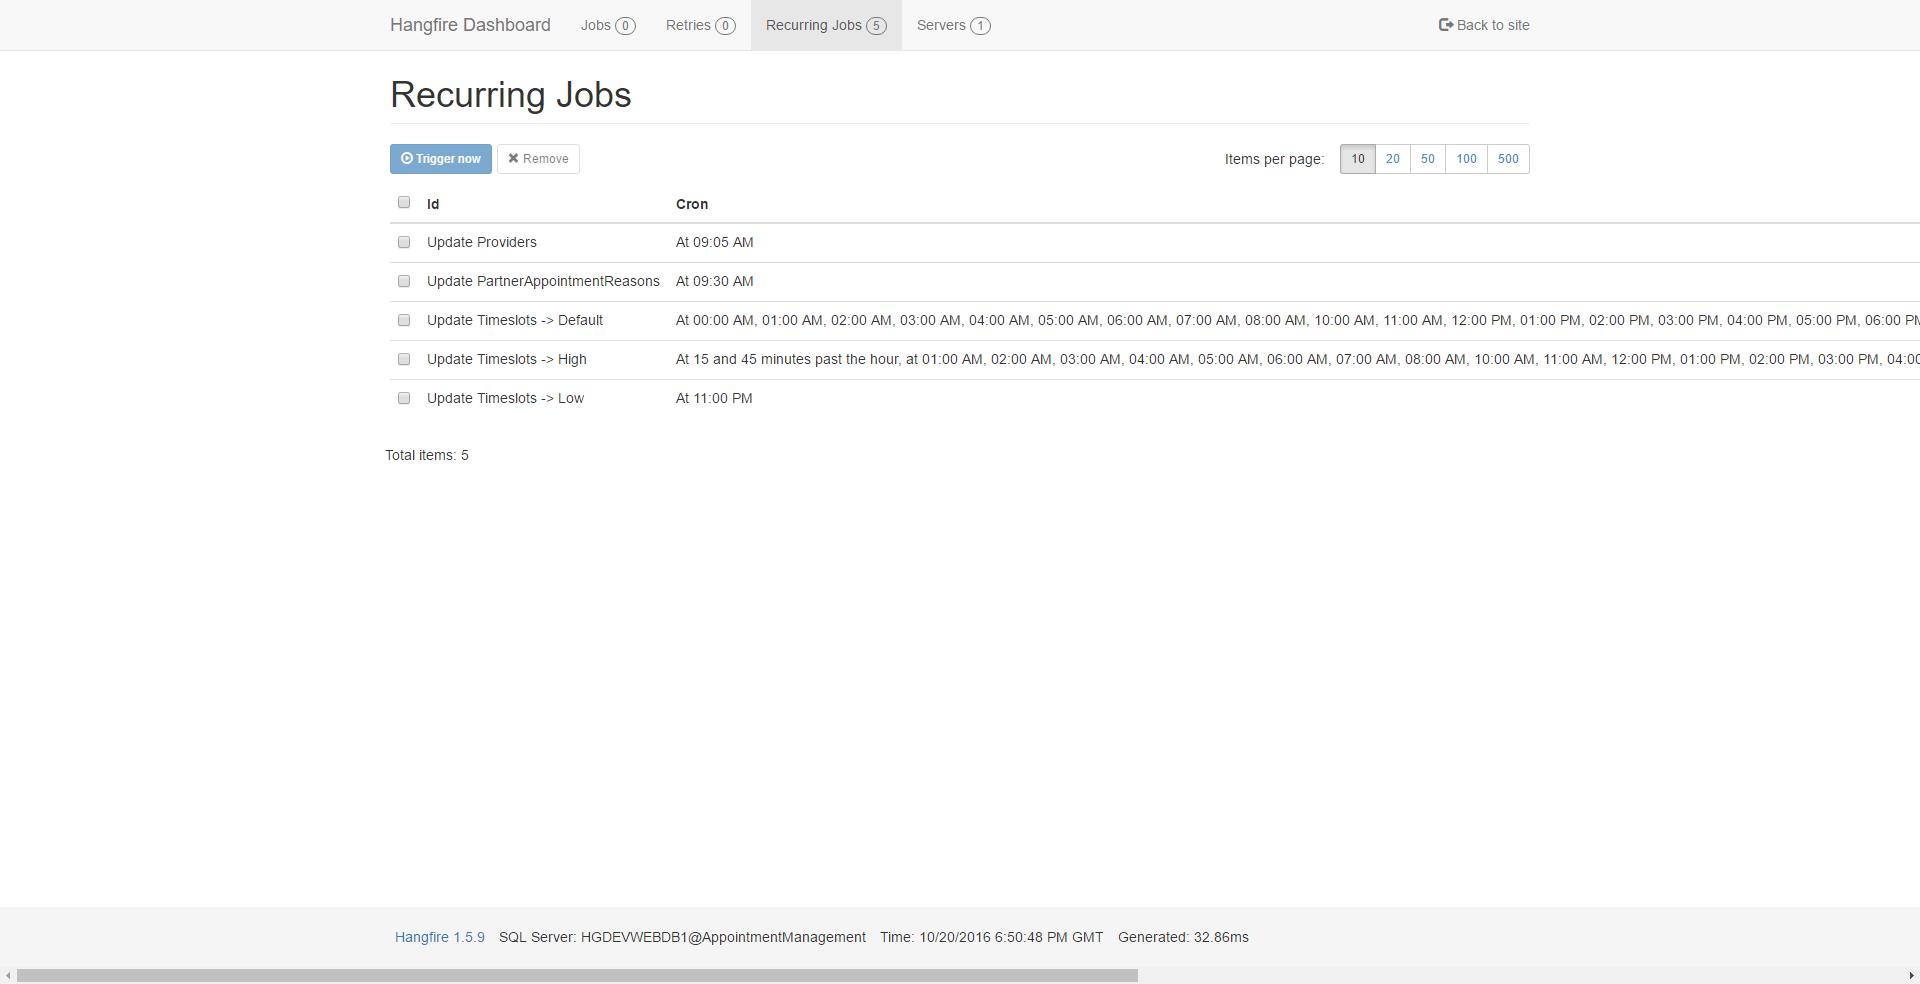 Hangfire Dashboard Jobs 0 Retries 0 Recurring Jobs 5 Servers 1 Back to site
Recurring Jobs
Trigger now Remove Items per page: 10 20 50 100 500
Id Cron
Update Providers At 09:05 AM
Update PartnerAppointmentReasons At 09:30 AM
Update Timeslots -> Default At 00:00 AM, 01:00 AM, 02:00 AM, 03:00 AM, 04:00 AM, 05:00 AM, 06:00 AM, 07:00 AM, 08:00 AM, 10:00 AM, 11:00 AM, 12:00 PM, 01:00 PM, 02:00 PM, 03:00 PM, 04:00 PM, 05:00 PM, 06:00 PM
Update Timeslots -> High At 15 and 45 minutes past the hour, at 01:00 AM, 02:00 AM, 03:00 AM, 04:00 AM, 05:00 AM, 06:00 AM, 07:00 AM, 08:00 AM, 10:00 AM, 11:00 AM, 12:00 PM, 01:00 PM, 02:00 PM, 03:00 PM, 04:00
Update Timeslots -> Low At 11:00 PM
Total items: 5
Hangfire 1.5.9 SQL Server: HGDEVWEBDB1@AppointmentManagement Time: 10/20/2016 6:50:48 PM GMT Generated: 32.86ms